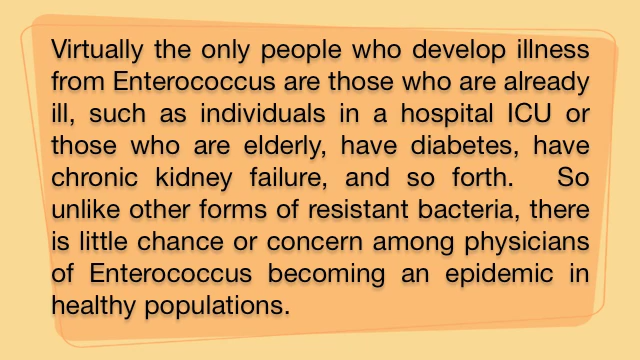 Virtually the only people who develop illness
from Enterococcus are those who are already
ill, such as individuals in a hospital ICU or
those who are elderly, have diabetes, have
chronic kidney failure, and so forth. So
unlike other forms of resistant bacteria, there
is little chance or concern among physicians
of Enterococcus becoming an epidemic in
healthy populations.